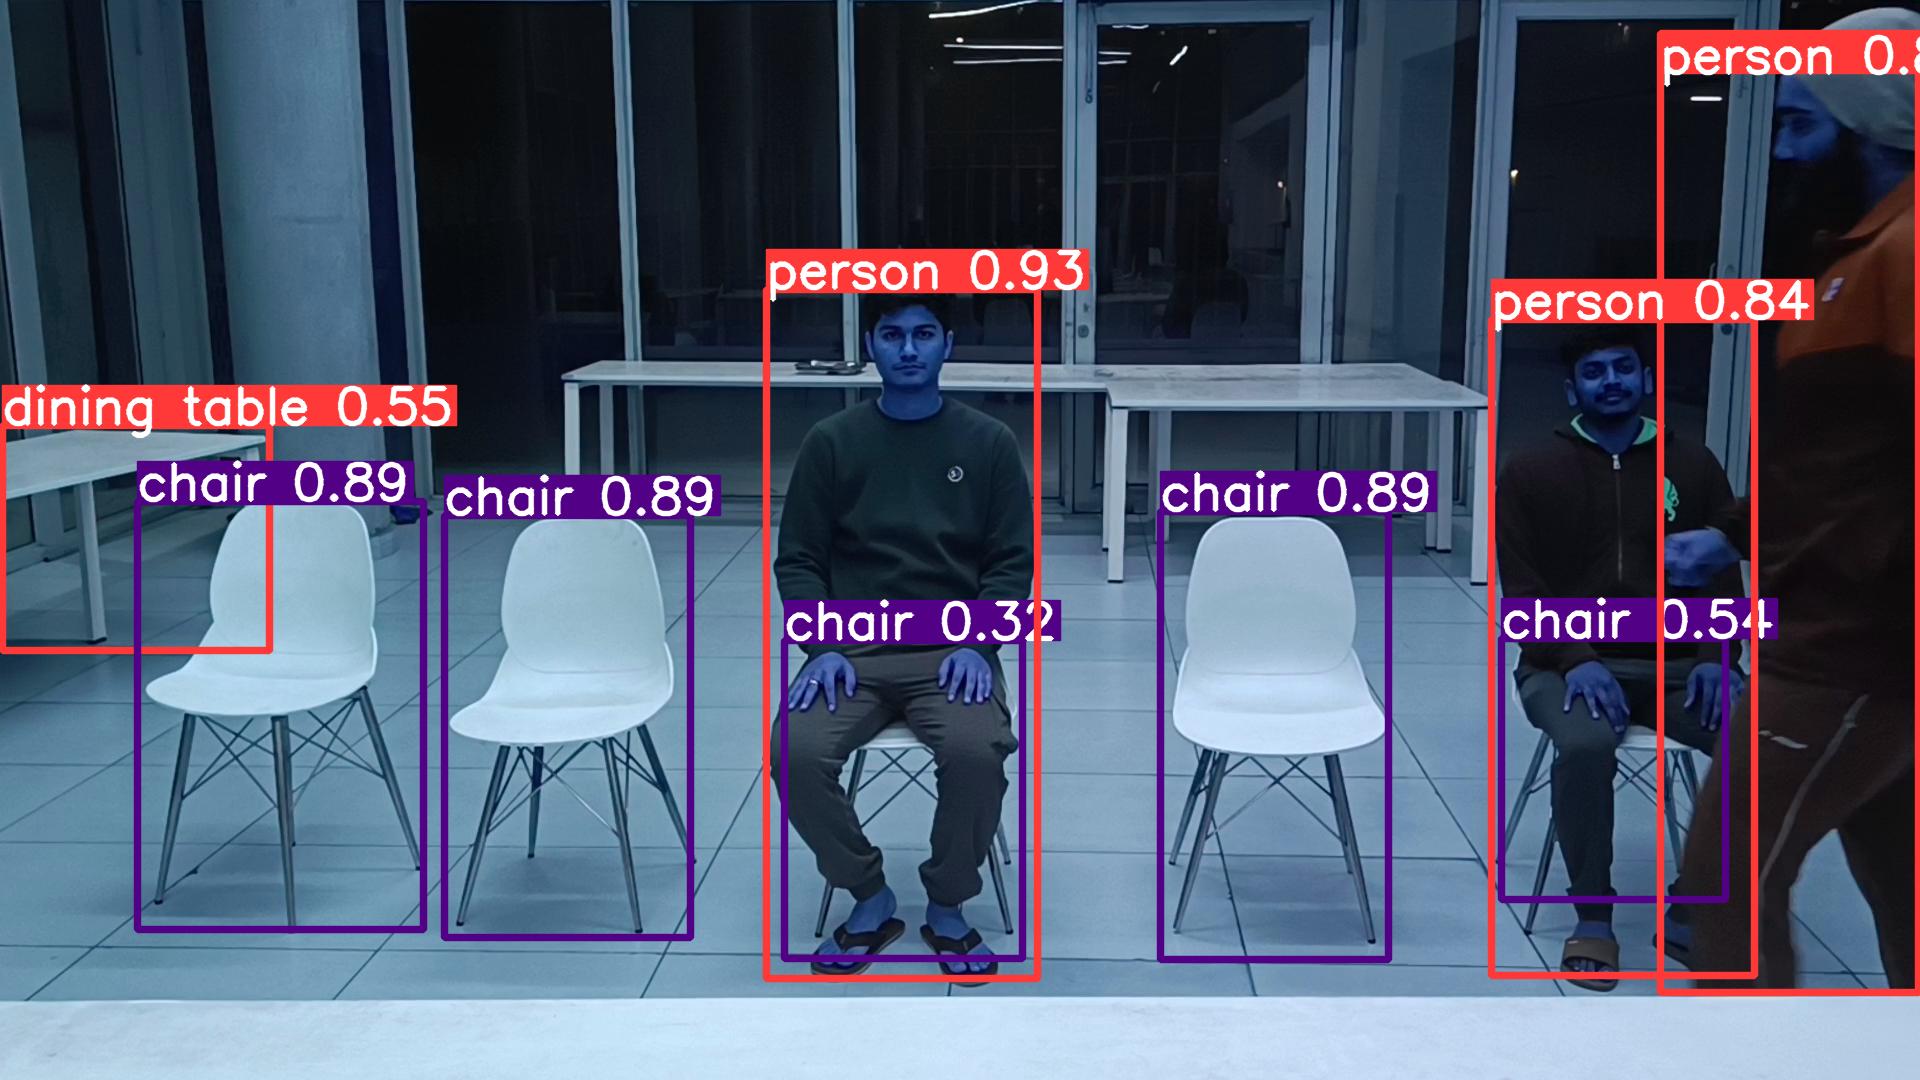 person 0.8
person 0.93
person 0.84
dining table 0.55
chair 0.89
chair 0.89
chair 0.89
chair 0.32
chair 0.54